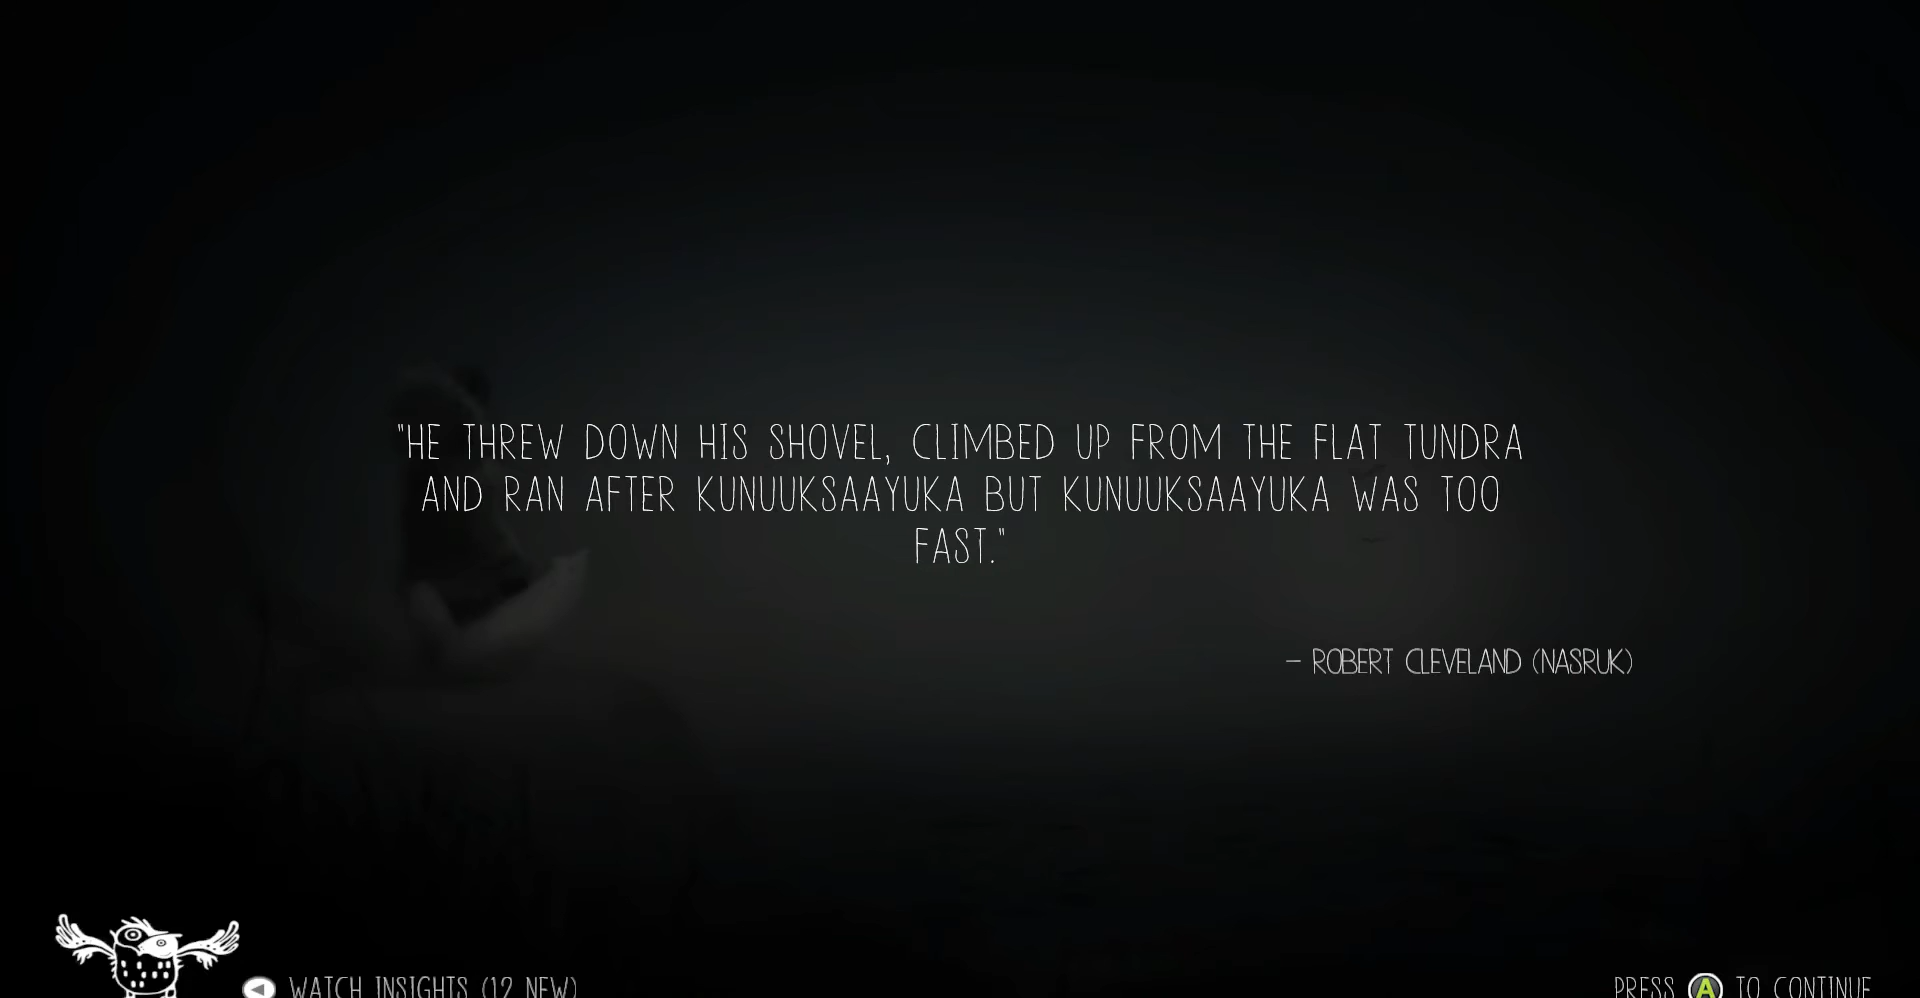 "HE THREW DOWN HIS SHOVEL, CLIMBED UP FROM THE FLAT TUNDRA
AND RAN AFTER KUNUUKSAAYUKA BUT KUNUUKSAAYUKA WAS TOO
FAST."
– ROBERT CLEVELAND (NASRUK)
WATCH INSIGHTS (12 NEW)
PRESS A TO CONTINUE